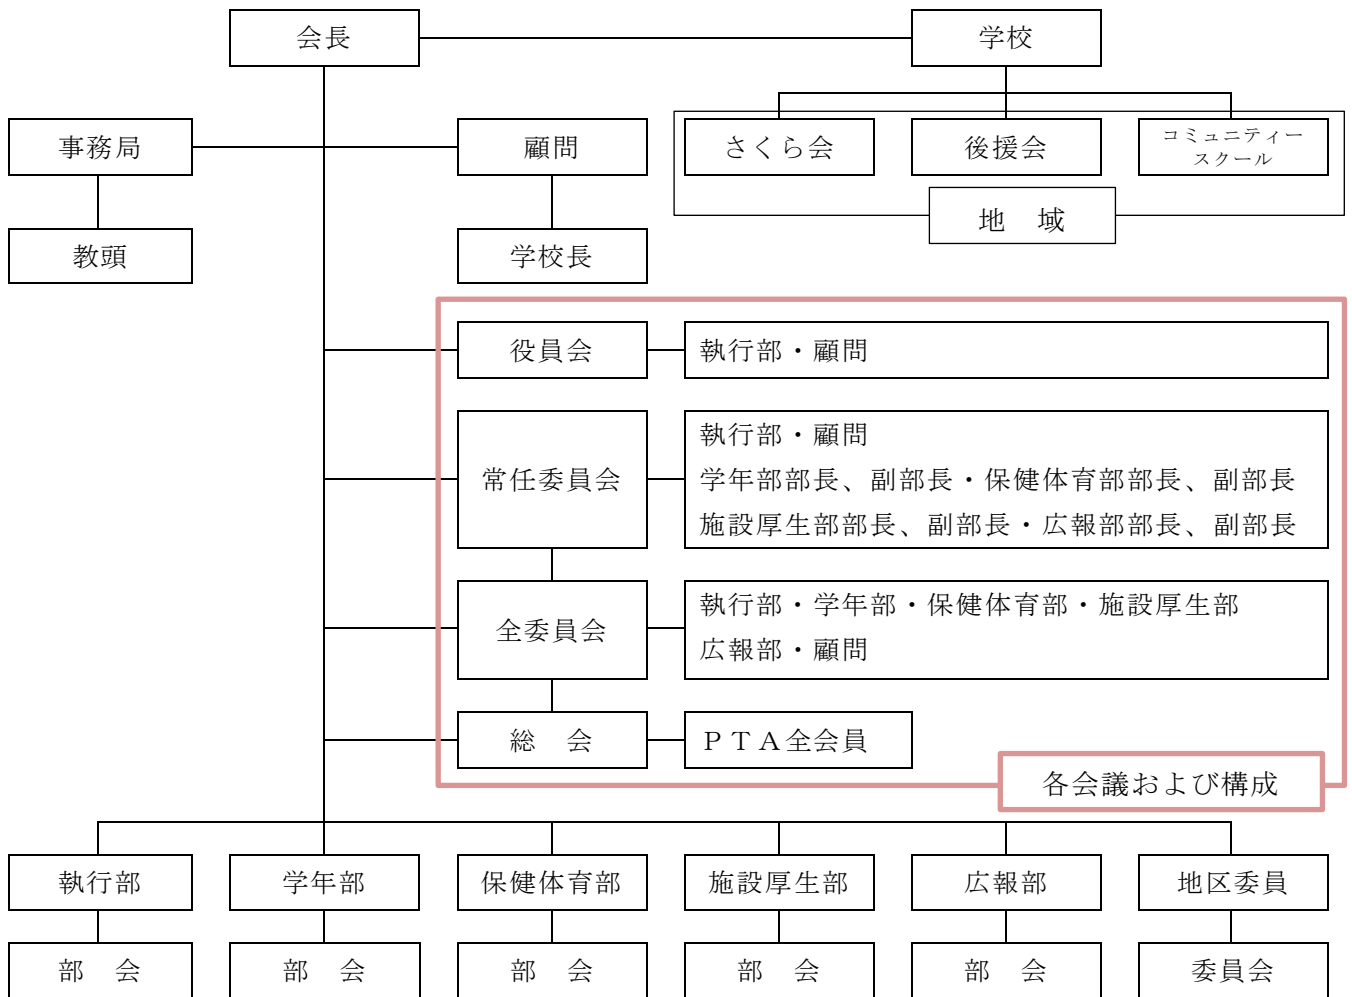 会長
学校
事務局
顧問
さくら会
後援会
コミュニティー
スクール
地　域
教頭
学校長
役員会
執行部・顧問
常任委員会
執行部・顧問
学年部部長、副部長・保健体育部部長、副部長
施設厚生部部長、副部長・広報部部長、副部長
全委員会
執行部・学年部・保健体育部・施設厚生部
広報部・顧問
総　会
ＰＴＡ全会員
各会議および構成
執行部
学年部
保健体育部
施設厚生部
広報部
地区委員
部　会
部　会
部　会
部　会
部　会
委員会